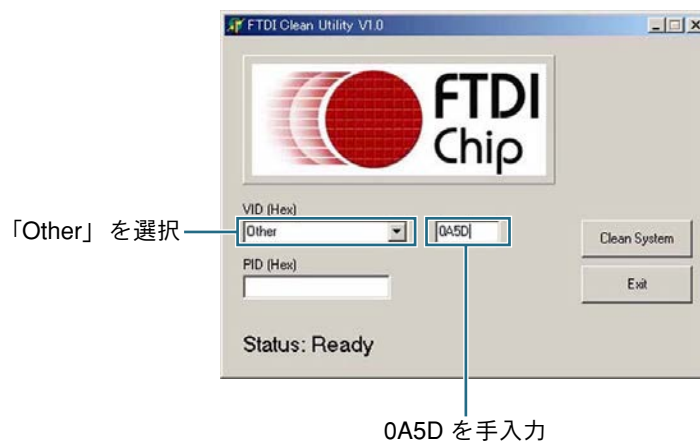 FTDI Clean Utility V1.0
FTDI
Chip
VID (Hex)
「Other」を選択
Other
0A5D
Clean System
PID (Hex)
Exit
Status: Ready
0A5D を手入力